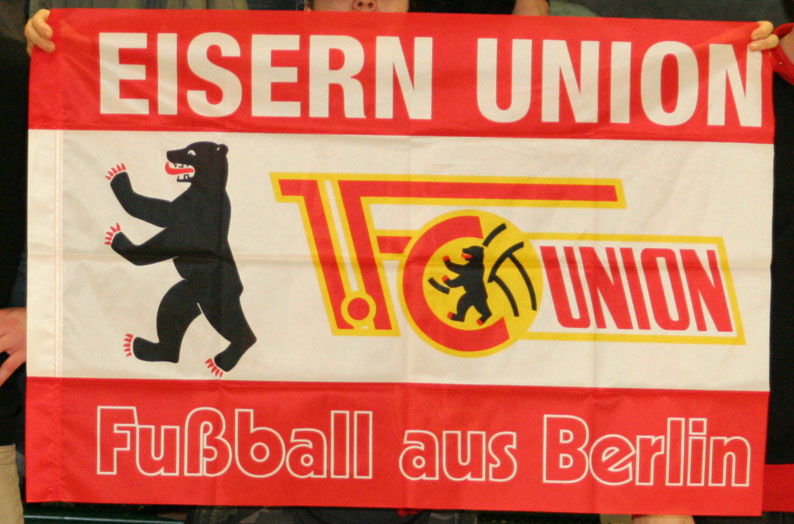 EISERN UNION
1.FC UNION
Fußball aus Berlin